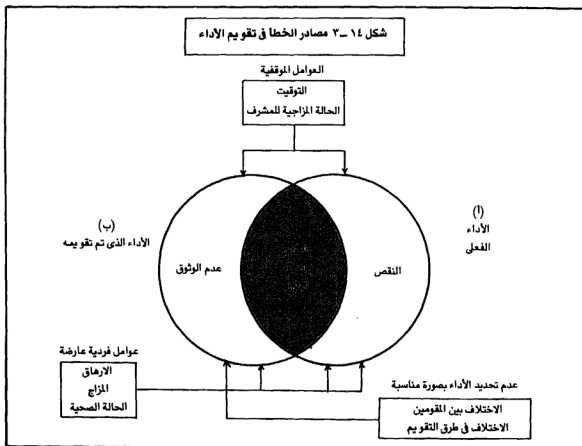 شكل ١٤ – ٣ مصادر الخطا فى تقويم الأداء
العوامل الموقفية
التوقيت
الحالة المزاجية للمشرف
(أ)
الأداء
الفعلى
(ب)
الأداء الذى تم تقويمه
النقص
عدم الوثوق
عوامل فردية عارضة
الارهاق
المزاج
الحالة الصحية
عدم تحديد الأداء بصورة مناسبة
الاختلاف بين المقومين
الاختلاف فى طرق التقويم